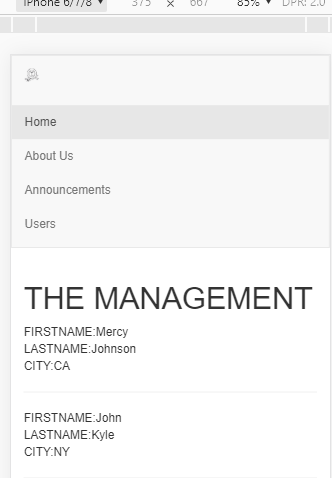 iPhone 6/7/8 ▼ 375 × 667 85% ▼ DPR: 2.0
Home
About Us
Announcements
Users
THE MANAGEMENT
FIRSTNAME:Mercy
LASTNAME:Johnson
CITY:CA
FIRSTNAME:John
LASTNAME:Kyle
CITY:NY